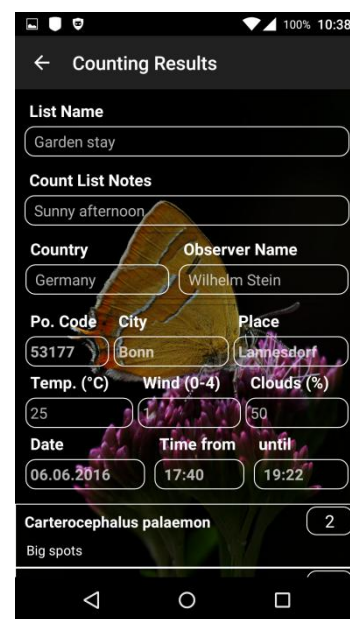 100% 10:38
Counting Results
List Name
Garden stay
Count List Notes
Sunny afternoon
Country Observer Name
Germany Wilhelm Stein
Po. Code City Place
53177 Bonn Lannesdorf
Temp. (°C) Wind (0-4) Clouds (%)
25 1 50
Date Time from until
06.06.2016 17:40 19:22
Carterocephalus palaemon 2
Big spots